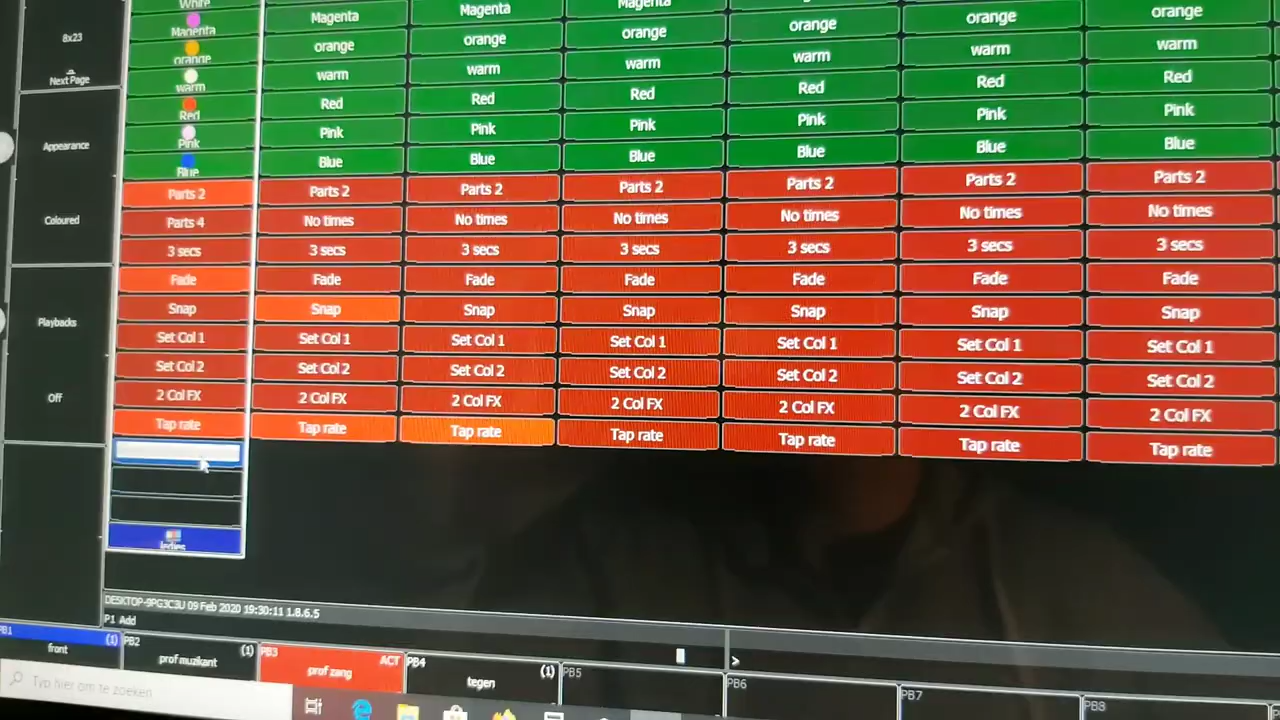 White Magenta
Magenta Magenta
orange orange orange orange orange orange orange
warm warm warm warm warm warm warm
Red Red Red Red Red Red Red
Pink Pink Pink Pink Pink Pink Pink
Blue Blue Blue Blue Blue Blue Blue
Parts 2 Parts 2 Parts 2 Parts 2 Parts 2 Parts 2 Parts 2
Parts 4 No times No times No times No times No times No times
3 secs 3 secs 3 secs 3 secs 3 secs 3 secs 3 secs
Fade Fade Fade Fade Fade Fade Fade
Snap Snap Snap Snap Snap Snap Snap
Set Col 1 Set Col 1 Set Col 1 Set Col 1 Set Col 1 Set Col 1 Set Col 1
Set Col 2 Set Col 2 Set Col 2 Set Col 2 Set Col 2 Set Col 2 Set Col 2
2 Col FX 2 Col FX 2 Col FX 2 Col FX 2 Col FX 2 Col FX 2 Col FX
Tap rate Tap rate Tap rate Tap rate Tap rate Tap rate Tap rate
ledies
8x23
Next Page
Appearance
Coloured
Playbacks
Off
DESKTOP-9PG3C3U 09 Feb 2020 19:30:11 1.8.6.5
P1 Add
>
PB1 (1) PB2 (1) PB3 ACT PB4 (1) PB5 PB6 PB7 PB8
front prof muzikant prof zang tegen
Typ hier om te zoeken